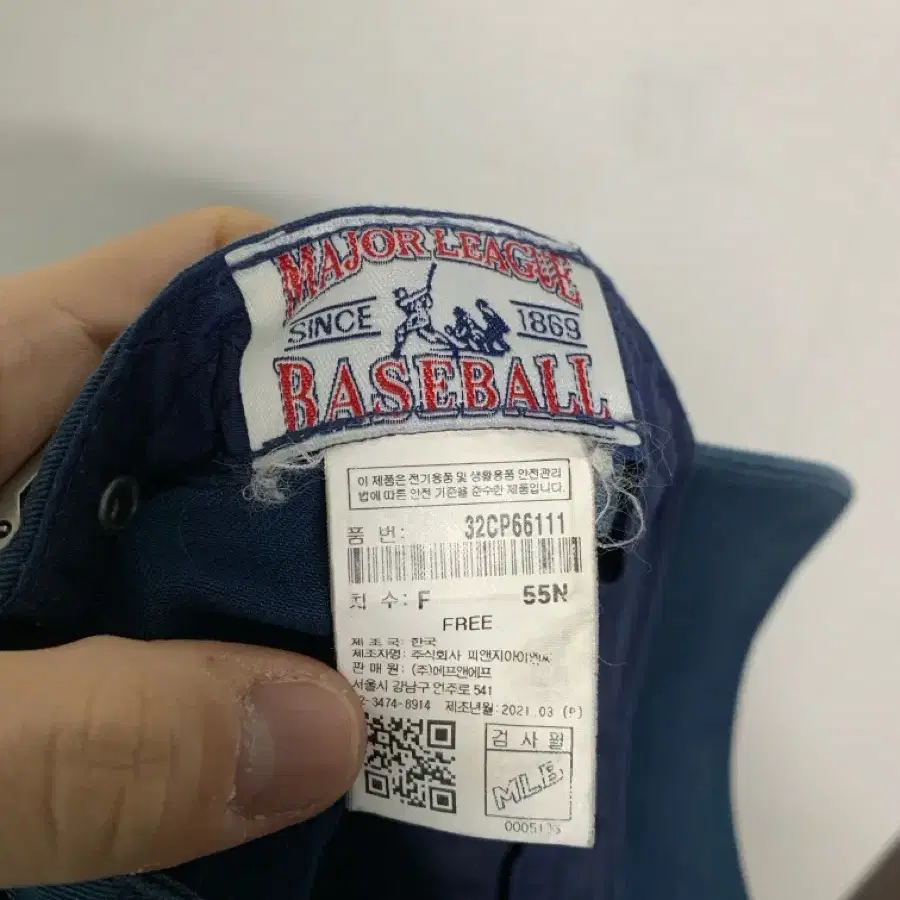 MAJOR LEAGUE
SINCE 1869
BASEBALL
이 제품은 전기용품 및 생활용품 안전관리
법에 따른 안전 기준을 준수한 제품입니다.
품 번: 32CP66111
칫 수: F 55N
FREE
제 조 국: 한국
제조자명: 주식회사 피앤지아이앤씨
판 매 원: (주)에프앤에프
서울시 강남구 언주로 541
2-3474-6914 제조년월: 2021.03 (P)
검 사 필
MLB